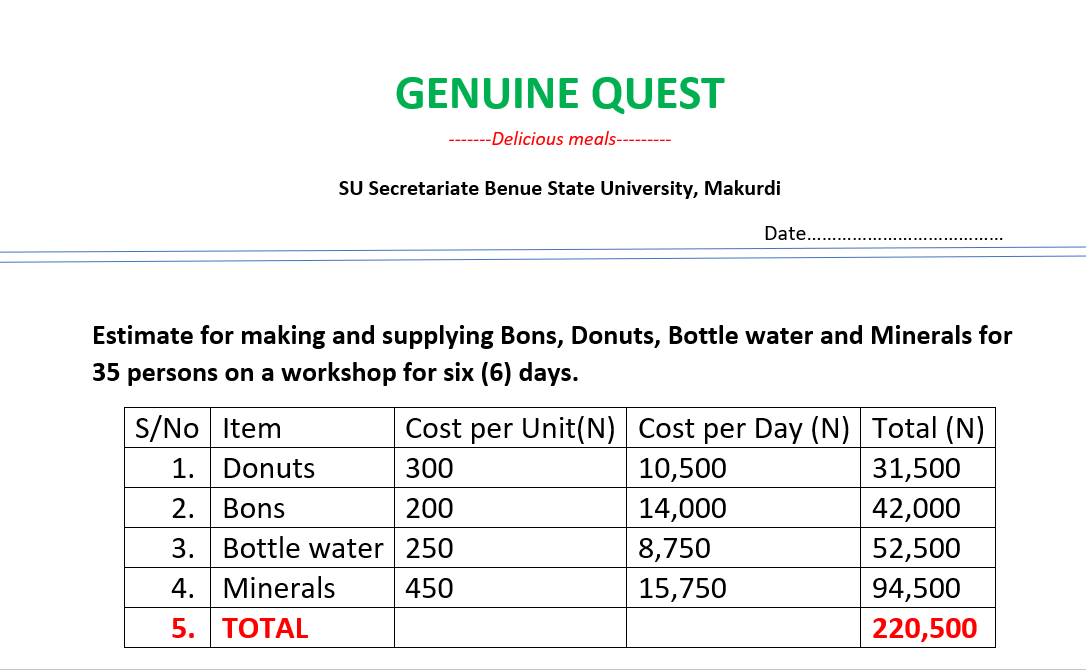 GENUINE QUEST
-------Delicious meals---------
SU Secretariate Benue State University, Makurdi
Date.......................................
Estimate for making and supplying Bons, Donuts, Bottle water and Minerals for
35 persons on a workshop for six (6) days.
S/No Item Cost per Unit(N) Cost per Day (N) Total (N)
1. Donuts 300 10,500 31,500
2. Bons 200 14,000 42,000
3. Bottle water 250 8,750 52,500
4. Minerals 450 15,750 94,500
5. TOTAL 220,500